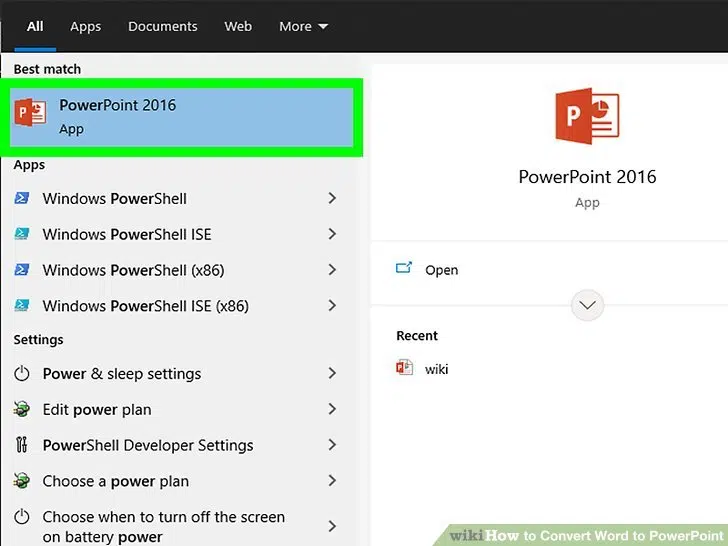 All Apps Documents Web More
Best match
PowerPoint 2016
App
Apps
Windows PowerShell
Windows PowerShell ISE
Windows PowerShell (x86)
Windows PowerShell ISE (x86)
Settings
Power & sleep settings
Edit power plan
PowerShell Developer Settings
Choose a power plan
Choose when to turn off the screen
on battery power
P
PowerPoint 2016
App
Open
Recent
wiki
wikiHow to Convert Word to PowerPoint